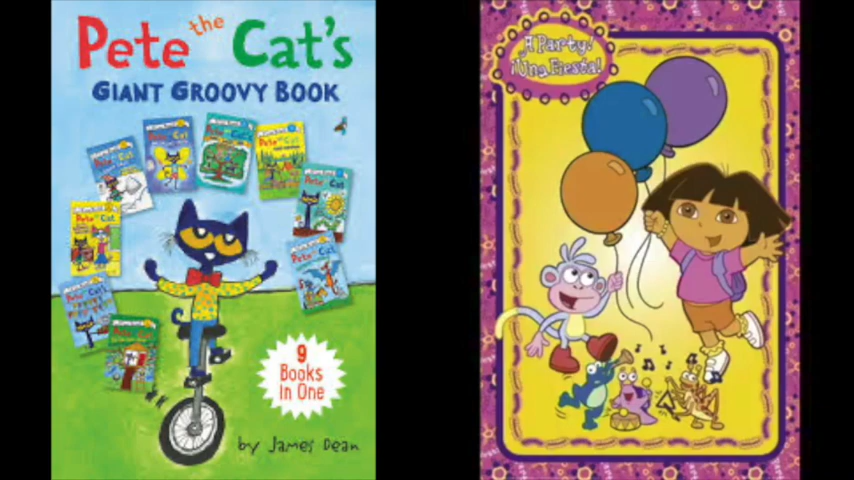 Pete the Cat's
GIANT GROOVY BOOK
9
Books
in One
by James Dean
A Party!
¡Una Fiesta!